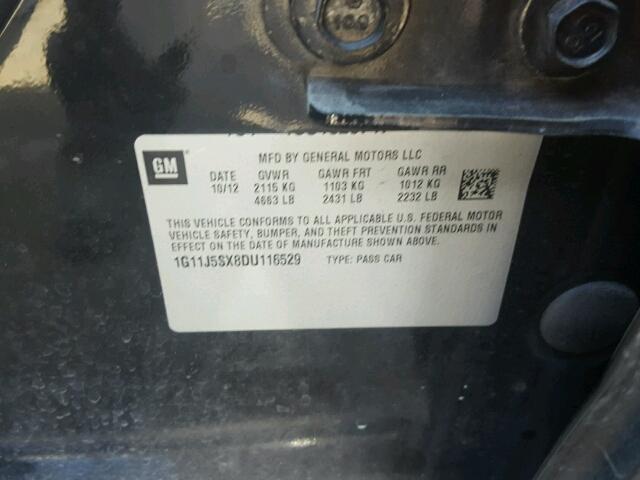 GM
MFD BY GENERAL MOTORS LLC
DATE GVWR GAWR FRT GAWR RR
10/12 2115 KG 1103 KG 1012 KG
4663 LB 2431 LB 2232 LB
THIS VEHICLE CONFORMS TO ALL APPLICABLE U.S. FEDERAL MOTOR
VEHICLE SAFETY, BUMPER, AND THEFT PREVENTION STANDARDS IN
EFFECT ON THE DATE OF MANUFACTURE SHOWN ABOVE.
1G11J5SX8DU116529 TYPE: PASS CAR